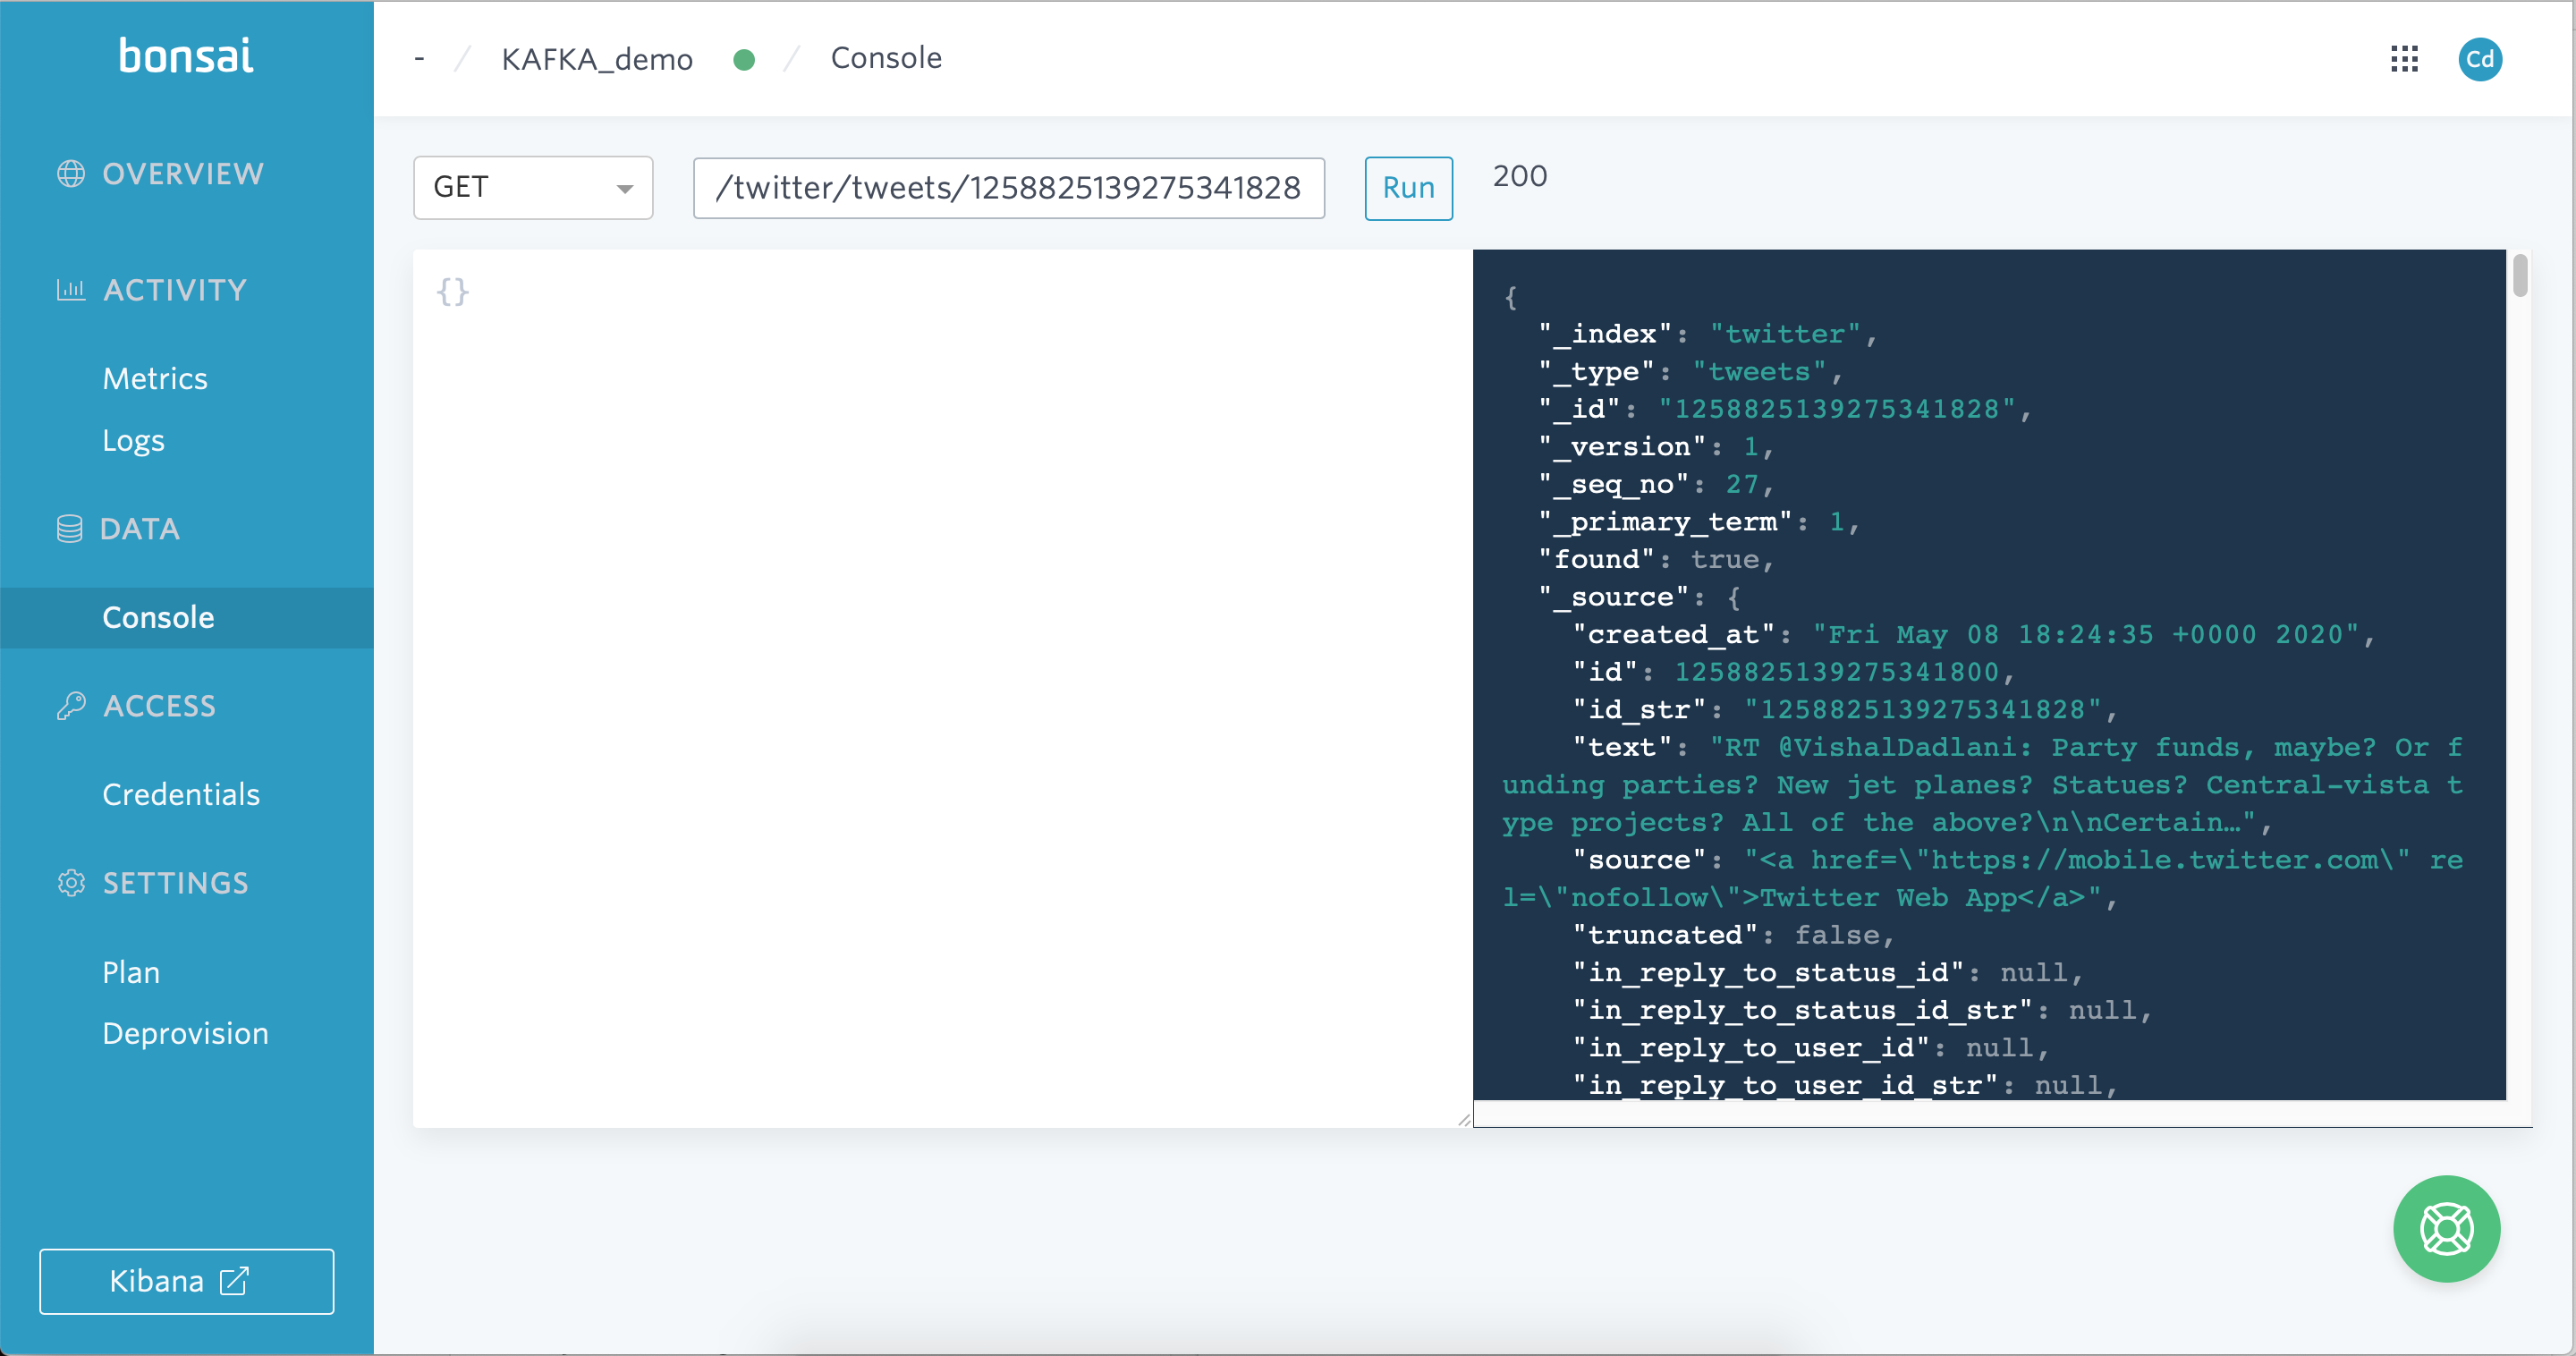 bonsai
OVERVIEW
ACTIVITY
Metrics
Logs
DATA
Console
ACCESS
Credentials
SETTINGS
Plan
Deprovision
Kibana
- / KAFKA_demo / Console
Cd
GET
/twitter/tweets/1258825139275341828
Run
200
{}
{
"_index": "twitter",
"_type": "tweets",
"_id": "1258825139275341828",
"_version": 1,
"_seq_no": 27,
"_primary_term": 1,
"found": true,
"_source": {
"created_at": "Fri May 08 18:24:35 +0000 2020",
"id": 1258825139275341800,
"id_str": "1258825139275341828",
"text": "RT @VishalDadlani: Party funds, maybe? Or f
unding parties? New jet planes? Statues? Central-vista t
ype projects? All of the above?\n\nCertain…",
"source": "<a href=\"https://mobile.twitter.com\" re
l=\"nofollow\">Twitter Web App</a>",
"truncated": false,
"in_reply_to_status_id": null,
"in_reply_to_status_id_str": null,
"in_reply_to_user_id": null,
"in_reply_to_user_id_str": null,